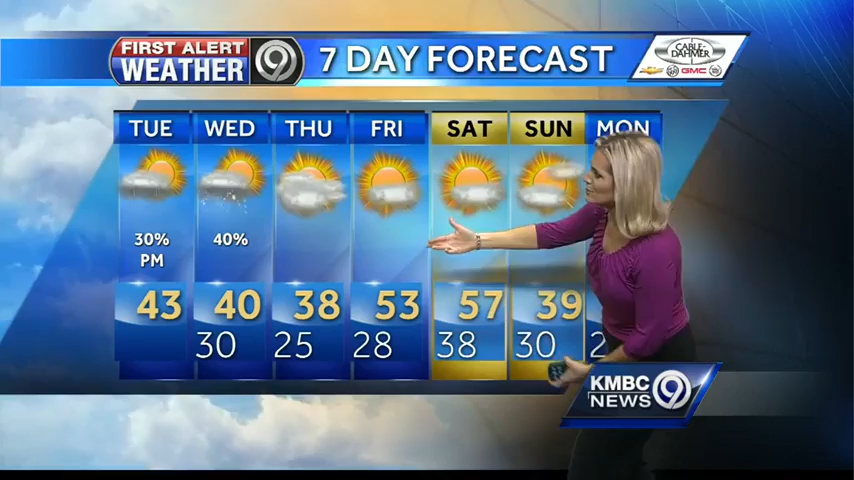 FIRST ALERT
WEATHER
9
7 DAY FORECAST
CABLE-DAHMER
GMC
TUE WED THU FRI SAT SUN MON
30% PM
40%
43 40 38 53 57 39
30 25 28 38 30 2
KMBC 9
NEWS